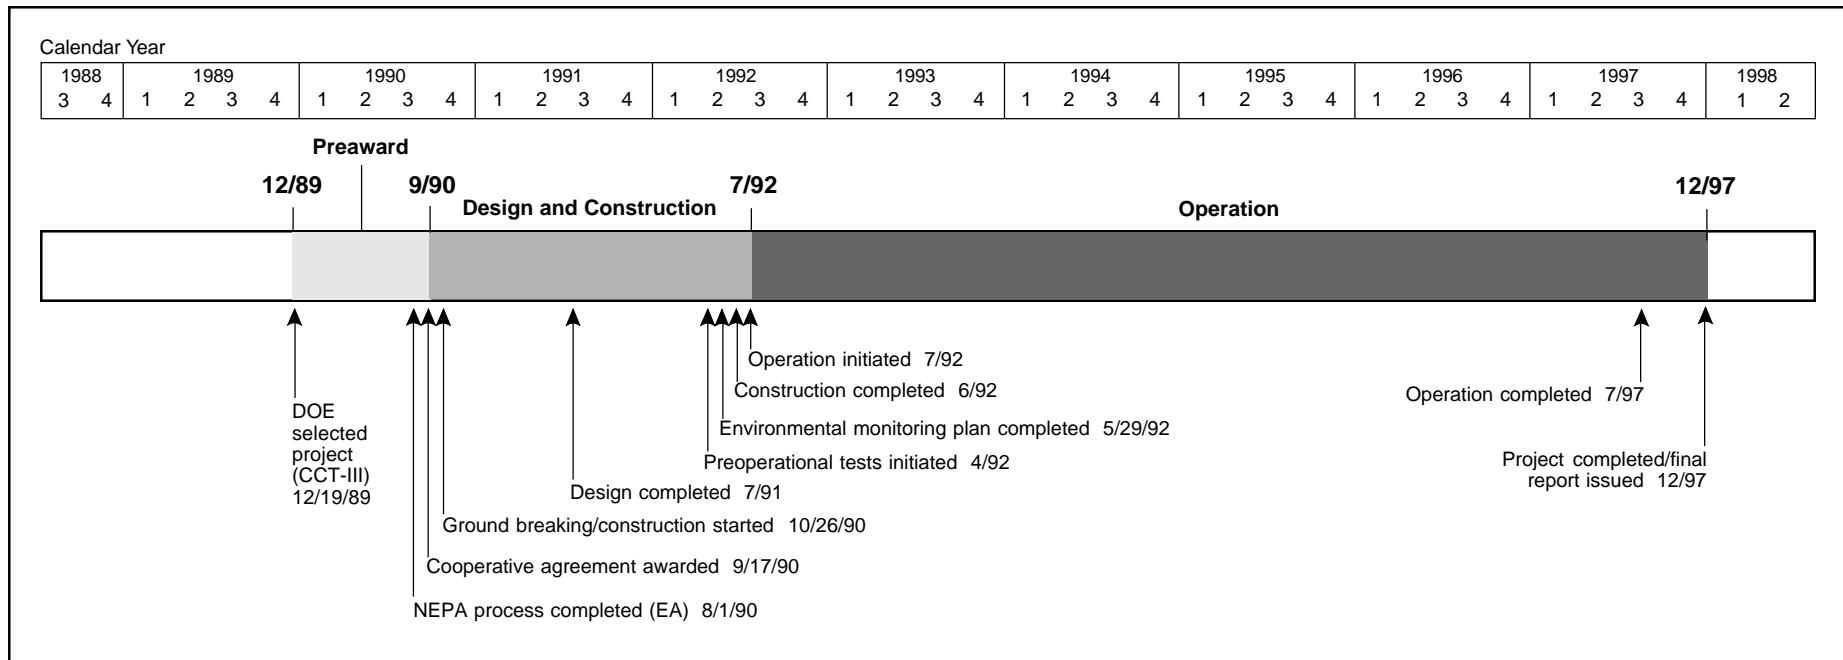 Calendar Year
1988 1989 1990 1991 1992 1993 1994 1995 1996 1997 1998
3 4 1 2 3 4 1 2 3 4 1 2 3 4 1 2 3 4 1 2 3 4 1 2 3 4 1 2 3 4 1 2 3 4 1 2 3 4 1 2
Preaward
12/89 9/90 7/92 12/97
Design and Construction Operation
Operation initiated 7/92
Construction completed 6/92
Operation completed 7/97
DOE
selected
project
(CCT-III)
12/19/89
Environmental monitoring plan completed 5/29/92
Preoperational tests initiated 4/92
Project completed/final
report issued 12/97
Design completed 7/91
Ground breaking/construction started 10/26/90
Cooperative agreement awarded 9/17/90
NEPA process completed (EA) 8/1/90